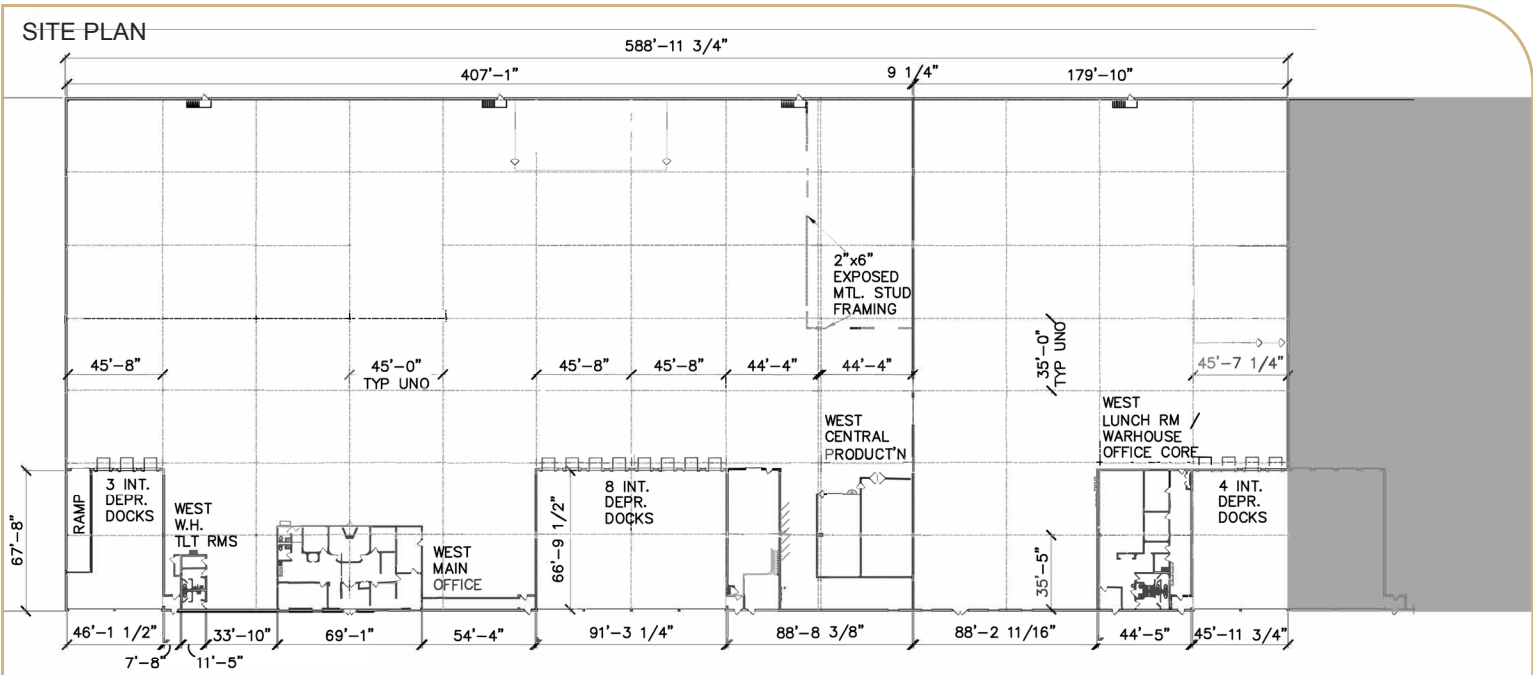 SITE PLAN
588'-11 3/4"
407'-1"
9 1/4"
179'-10"
2"x6"
EXPOSED
MTL. STUD
FRAMING
45'-8"
45'-0"
TYP UNO
45'-8"
45'-8"
44'-4"
44'-4"
35'-0"
TYP UNO
45'-7 1/4"
WEST
CENTRAL
PRODUCT'N
WEST
LUNCH RM /
WARHOUSE
OFFICE CORE
67'-8"
RAMP
3 INT.
DEPR.
DOCKS
WEST
W.H.
TLT RMS
WEST
MAIN
OFFICE
66'-9 1/2"
8 INT.
DEPR.
DOCKS
35'-5"
4 INT.
DEPR.
DOCKS
46'-1 1/2"
7'-8"
11'-5"
33'-10"
69'-1"
54'-4"
91'-3 1/4"
88'-8 3/8"
88'-2 11/16"
44'-5"
45'-11 3/4"